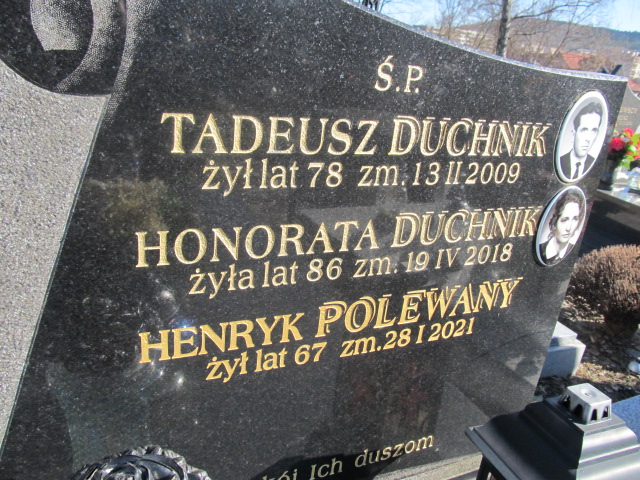 Ś.P.
TADEUSZ DUCHNIK
żył lat 78 zm. 13 II 2009
HONORATA DUCHNIK
żyła lat 86 zm. 19 IV 2018
HENRYK POLEWANY
żył lat 67 zm. 28 I 2021
Ich duszom